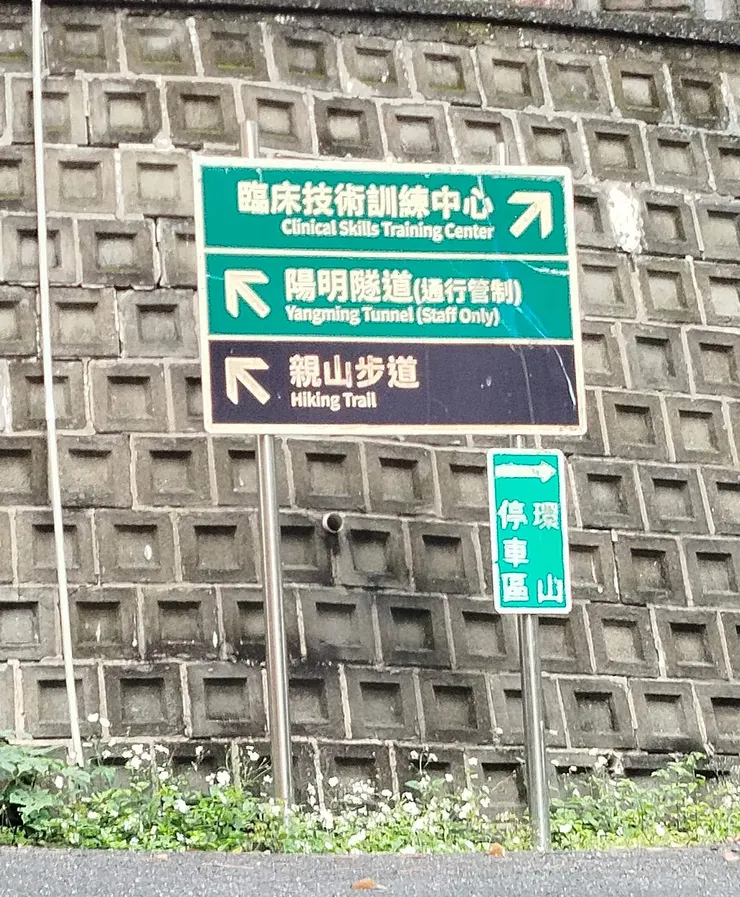 臨床技術訓練中心
Clinical Skills Training Center
陽明隧道(通行管制)
Yangming Tunnel (Staff Only)
親山步道
Hiking Trail
環山
停車區